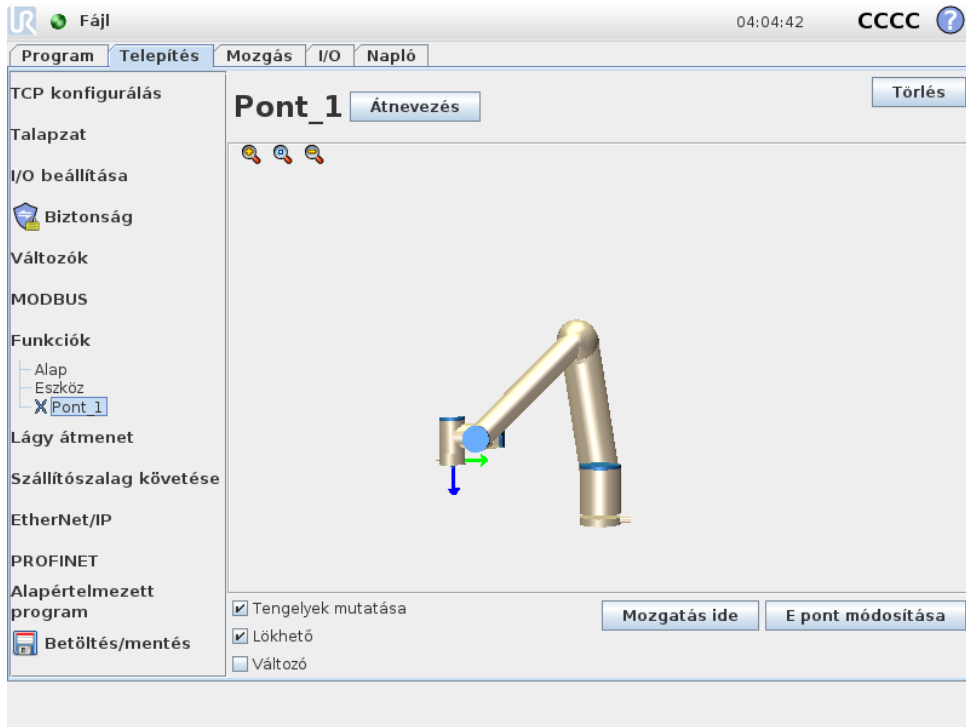 Fájl
04:04:42
CCCC
?
Program
Telepítés
Mozgás
I/O
Napló
TCP konfigurálás
Talapzat
I/O beállítása
Biztonság
Változók
MODBUS
Funkciók
Alap
Eszköz
Pont_1
Lágy átmenet
Szállítószalag követése
EtherNet/IP
PROFINET
Alapértelmezett
program
Betöltés/mentés
Pont_1
Átnevezés
Törlés
Tengelyek mutatása
Lökhető
Változó
Mozgatás ide
E pont módosítása